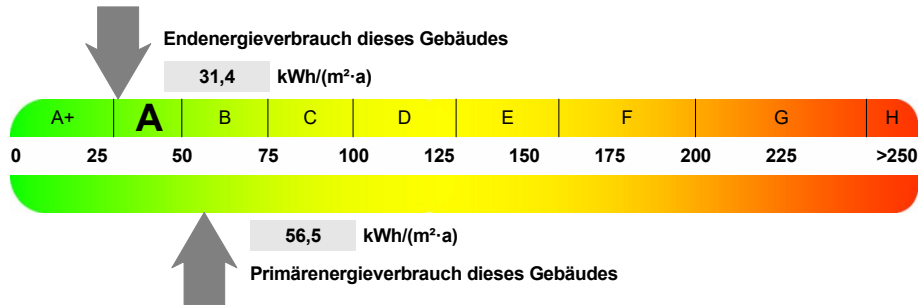 Endenergieverbrauch dieses Gebäudes
31,4 kWh/(m²·a)
A+ A B C D E F G H
0 25 50 75 100 125 150 175 200 225 >250
56,5 kWh/(m²·a)
Primärenergieverbrauch dieses Gebäudes